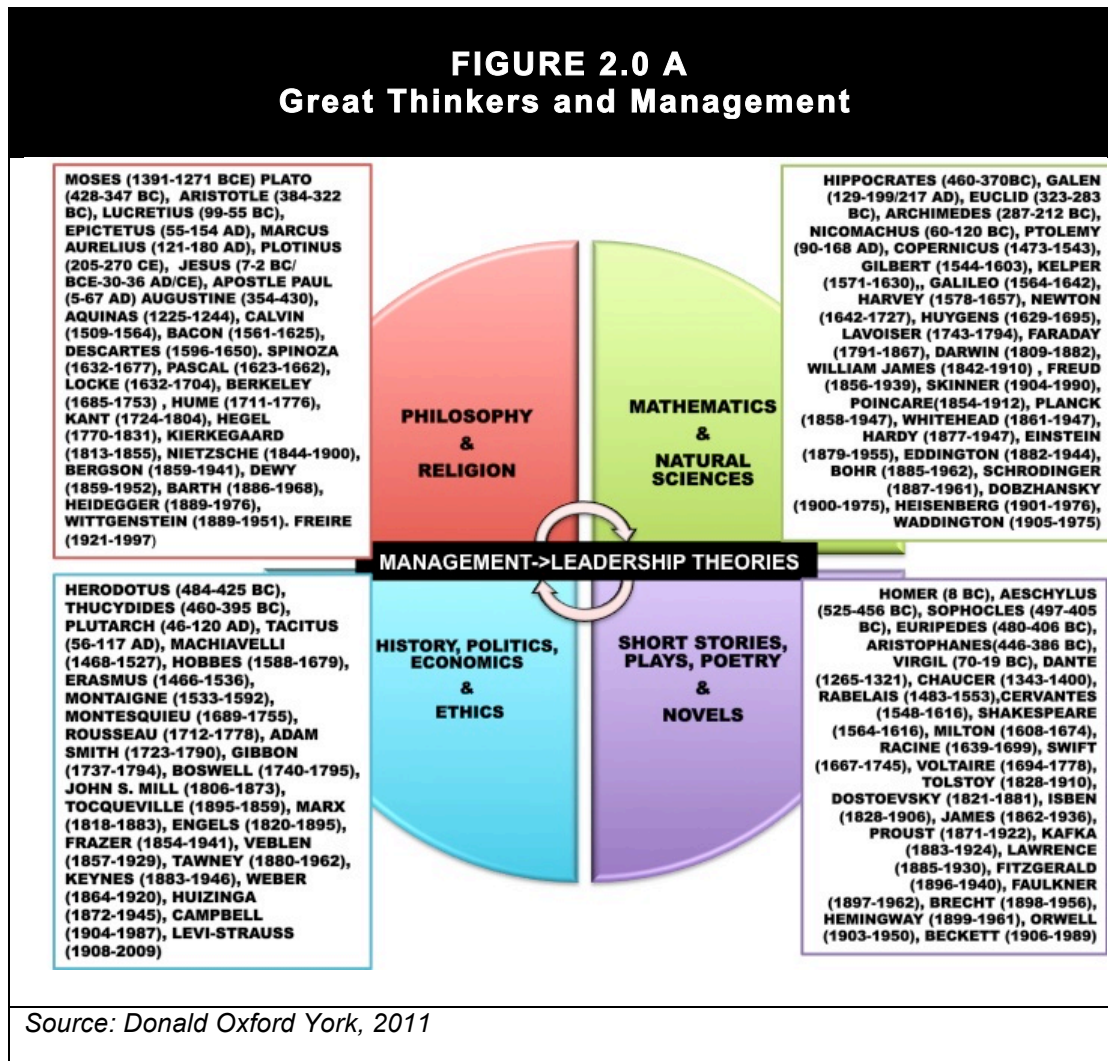 FIGURE 2.0 A
Great Thinkers and Management
MOSES (1391-1271 BCE) PLATO
(428-347 BC), ARISTOTLE (384-322
BC), LUCRETIUS (99-55 BC),
EPICTETUS (55-154 AD), MARCUS
AURELIUS (121-180 AD), PLOTINUS
(205-270 CE), JESUS (7-2 BC/
BCE-30-36 AD/CE), APOSTLE PAUL
(5-67 AD) AUGUSTINE (354-430),
AQUINAS (1225-1244), CALVIN
(1509-1564), BACON (1561-1625),
DESCARTES (1596-1650). SPINOZA
(1632-1677), PASCAL (1623-1662),
LOCKE (1632-1704), BERKELEY
(1685-1753) , HUME (1711-1776),
KANT (1724-1804), HEGEL
(1770-1831), KIERKEGAARD
(1813-1855), NIETZSCHE (1844-1900),
BERGSON (1859-1941), DEWY
(1859-1952), BARTH (1886-1968),
HEIDEGGER (1889-1976),
WITTGENSTEIN (1889-1951). FREIRE
(1921-1997)
HIPPOCRATES (460-370BC), GALEN
(129-199/217 AD), EUCLID (323-283
BC), ARCHIMEDES (287-212 BC),
NICOMACHUS (60-120 BC), PTOLEMY
(90-168 AD), COPERNICUS (1473-1543),
GILBERT (1544-1603), KELPER
(1571-1630),, GALILEO (1564-1642),
HARVEY (1578-1657), NEWTON
(1642-1727), HUYGENS (1629-1695),
LAVOISER (1743-1794), FARADAY
(1791-1867), DARWIN (1809-1882),
WILLIAM JAMES (1842-1910) , FREUD
(1856-1939), SKINNER (1904-1990),
POINCARE(1854-1912), PLANCK
(1858-1947), WHITEHEAD (1861-1947),
HARDY (1877-1947), EINSTEIN
(1879-1955), EDDINGTON (1882-1944),
BOHR (1885-1962), SCHRODINGER
(1887-1961), DOBZHANSKY
(1900-1975), HEISENBERG (1901-1976),
WADDINGTON (1905-1975)
PHILOSOPHY
&
RELIGION
MATHEMATICS
&
NATURAL
SCIENCES
MANAGEMENT->LEADERSHIP THEORIES
HISTORY, POLITICS,
ECONOMICS
&
ETHICS
SHORT STORIES,
PLAYS, POETRY
&
NOVELS
HERODOTUS (484-425 BC),
THUCYDIDES (460-395 BC),
PLUTARCH (46-120 AD), TACITUS
(56-117 AD), MACHIAVELLI
(1468-1527), HOBBES (1588-1679),
ERASMUS (1466-1536),
MONTAIGNE (1533-1592),
MONTESQUIEU (1689-1755),
ROUSSEAU (1712-1778), ADAM
SMITH (1723-1790), GIBBON
(1737-1794), BOSWELL (1740-1795),
JOHN S. MILL (1806-1873),
TOCQUEVILLE (1895-1859), MARX
(1818-1883), ENGELS (1820-1895),
FRAZER (1854-1941), VEBLEN
(1857-1929), TAWNEY (1880-1962),
KEYNES (1883-1946), WEBER
(1864-1920), HUIZINGA
(1872-1945), CAMPBELL
(1904-1987), LEVI-STRAUSS
(1908-2009)
HOMER (8 BC), AESCHYLUS
(525-456 BC), SOPHOCLES (497-405
BC), EURIPEDES (480-406 BC),
ARISTOPHANES(446-386 BC),
VIRGIL (70-19 BC), DANTE
(1265-1321), CHAUCER (1343-1400),
RABELAIS (1483-1553),CERVANTES
(1548-1616), SHAKESPEARE
(1564-1616), MILTON (1608-1674),
RACINE (1639-1699), SWIFT
(1667-1745), VOLTAIRE (1694-1778),
TOLSTOY (1828-1910),
DOSTOEVSKY (1821-1881), ISBEN
(1828-1906), JAMES (1862-1936),
PROUST (1871-1922), KAFKA
(1883-1924), LAWRENCE
(1885-1930), FITZGERALD
(1896-1940), FAULKNER
(1897-1962), BRECHT (1898-1956),
HEMINGWAY (1899-1961), ORWELL
(1903-1950), BECKETT (1906-1989)
Source: Donald Oxford York, 2011